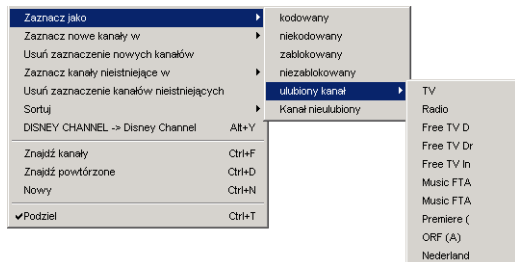 Zaznacz jako
Zaznacz nowe kanały w
Usuń zaznaczenie nowych kanałów
Zaznacz kanały nieistniejące w
Usuń zaznaczenie kanałów nieistniejących
Sortuj
DISNEY CHANNEL -> Disney Channel Alt+Y
Znajdź kanały Ctrl+F
Znajdź powtórzone Ctrl+D
Nowy Ctrl+N
Podziel Ctrl+T
kodowany
niekodowany
zablokowany
niezablokowany
ulubiony kanał
Kanał nieulubiony
TV
Radio
Free TV D
Free TV Dr
Free TV In
Music FTA
Music FTA
Premiere (
ORF (A)
Nederland